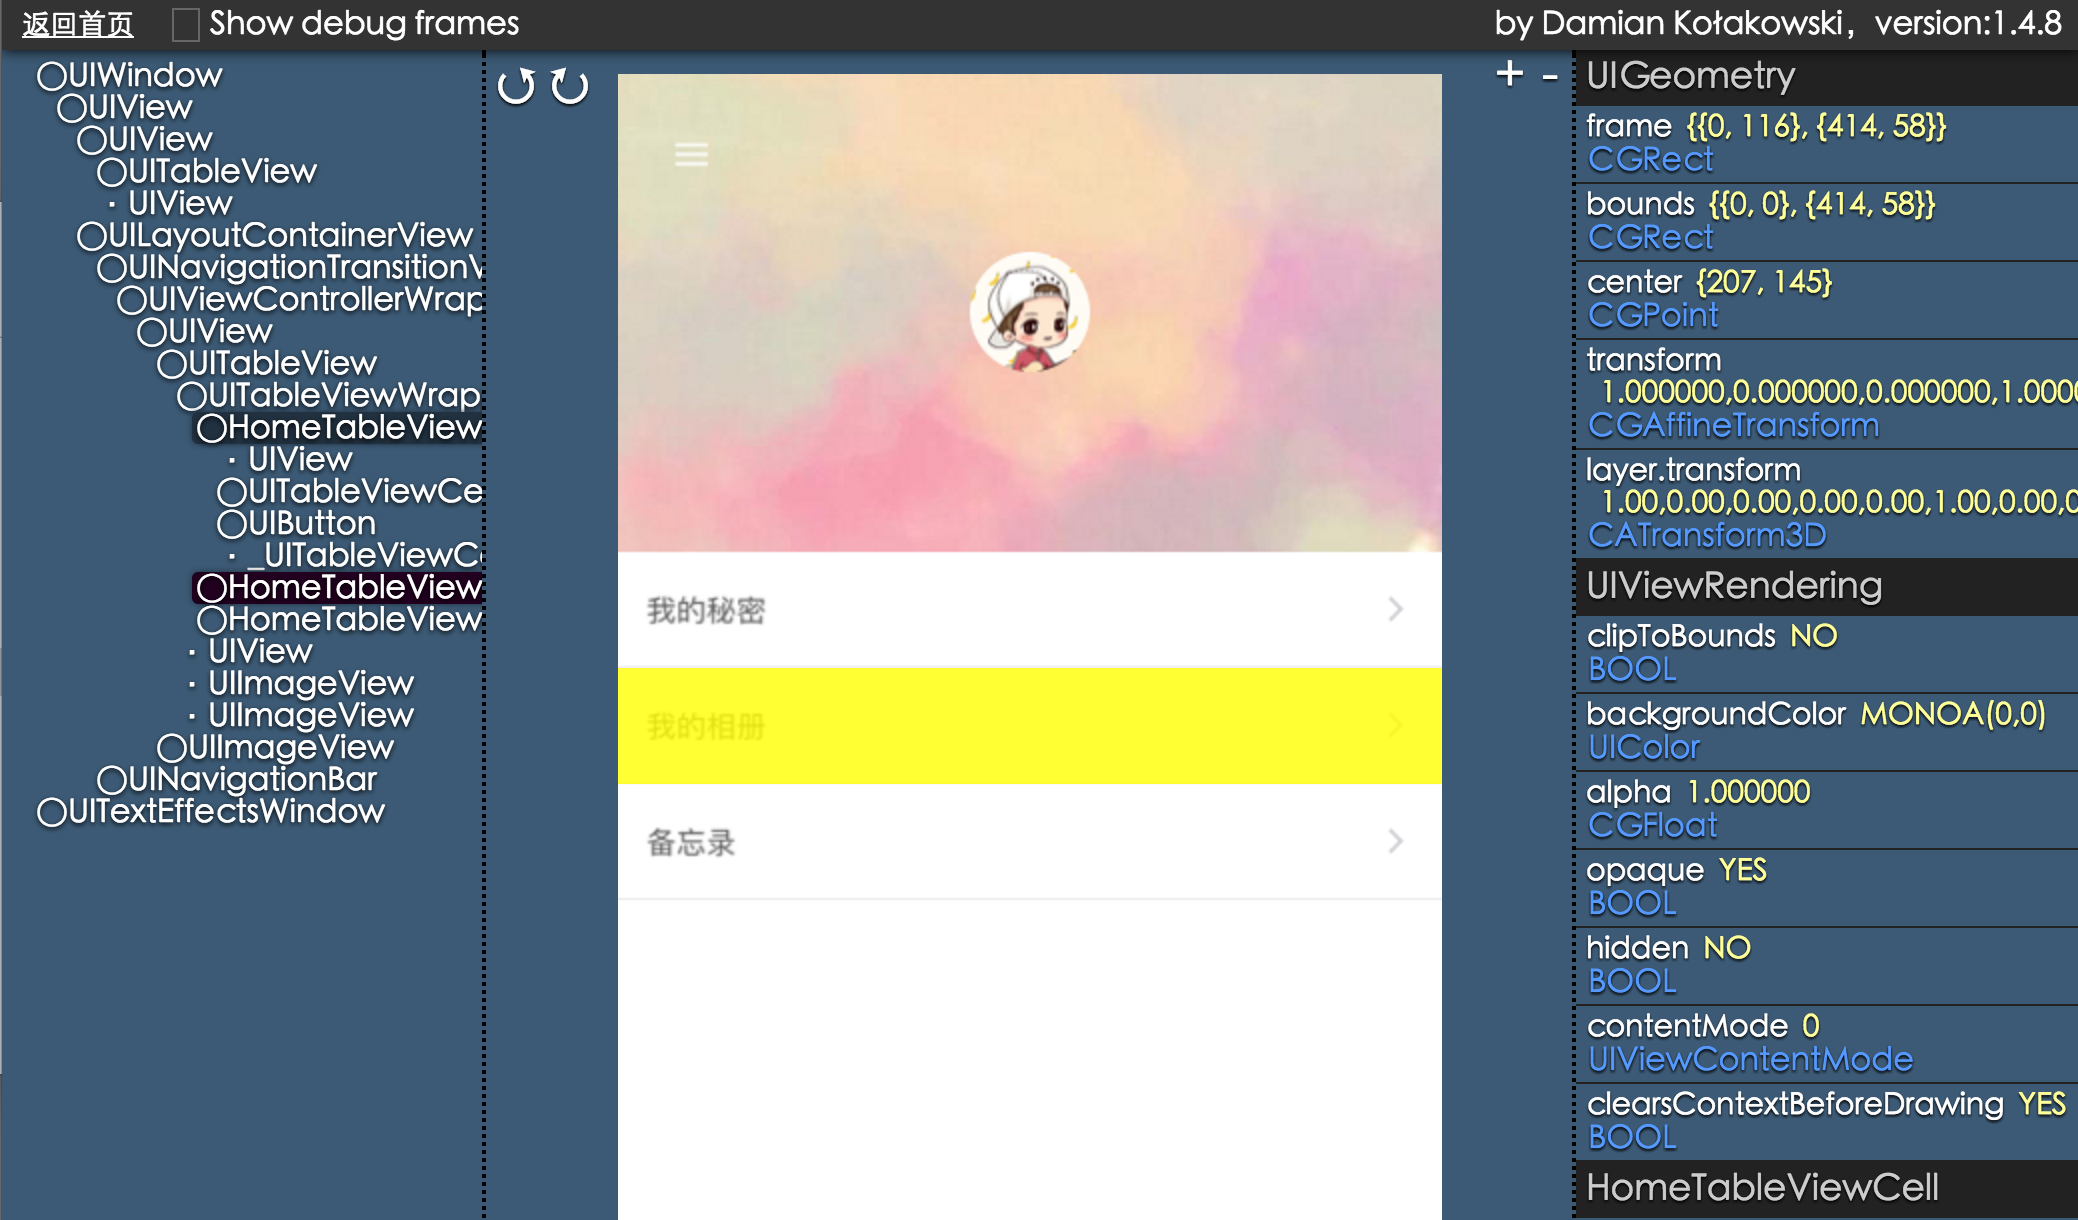 返回首页
Show debug frames
by Damian Kołakowski，version:1.4.8
UIWindow
UIView
UIView
UITableView
UIView
UILayoutContainerView
UINavigationTransitionV
UIViewControllerWrap
UIView
UITableView
UITableViewWrap
HomeTableView
UIView
UITableViewCe
UIButton
_UITableViewCe
HomeTableView
HomeTableView
UIView
UIImageView
UIImageView
UIImageView
UINavigationBar
UITextEffectsWindow
我的秘密
我的相册
备忘录
+ -
UIGeometry
frame {{0, 116}, {414, 58}}
CGRect
bounds {{0, 0}, {414, 58}}
CGRect
center {207, 145}
CGPoint
transform
1.000000,0.000000,0.000000,1.0000
CGAffineTransform
layer.transform
1.00,0.00,0.00,0.00,0.00,1.00,0.00,0
CATransform3D
UIViewRendering
clipToBounds NO
BOOL
backgroundColor MONOA(0,0)
UIColor
alpha 1.000000
CGFloat
opaque YES
BOOL
hidden NO
BOOL
contentMode 0
UIViewContentMode
clearsContextBeforeDrawing YES
BOOL
HomeTableViewCell